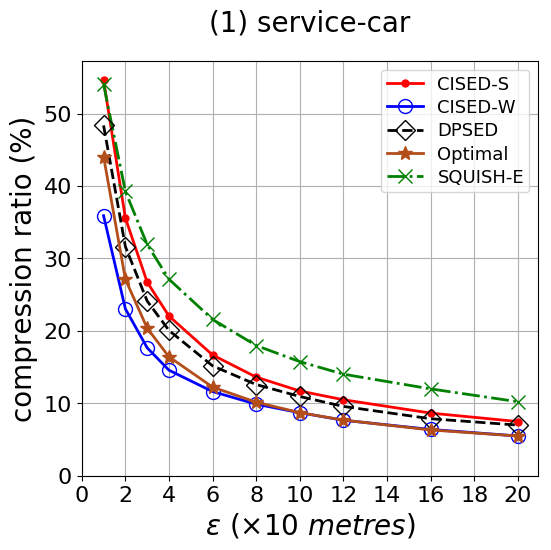 (1) service-car
compression ratio (%)
50
40
30
20
10
0
CISED-S
CISED-W
DPSED
Optimal
SQUISH-E
0 2 4 6 8 10 12 14 16 18 20
ε (×10 metres)